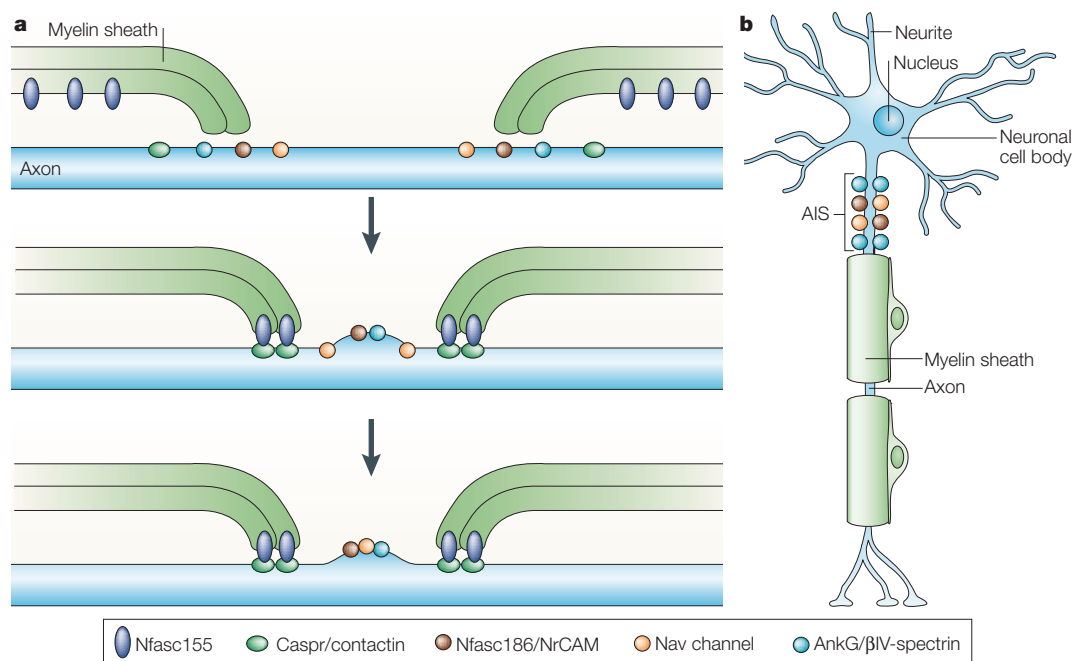 a
Myelin sheath
Axon
b
Neurite
Nucleus
Neuronal
cell body
AIS
Myelin sheath
Axon
Nfasc155
Caspr/contactin
Nfasc186/NrCAM
Nav channel
AnkG/βIV-spectrin